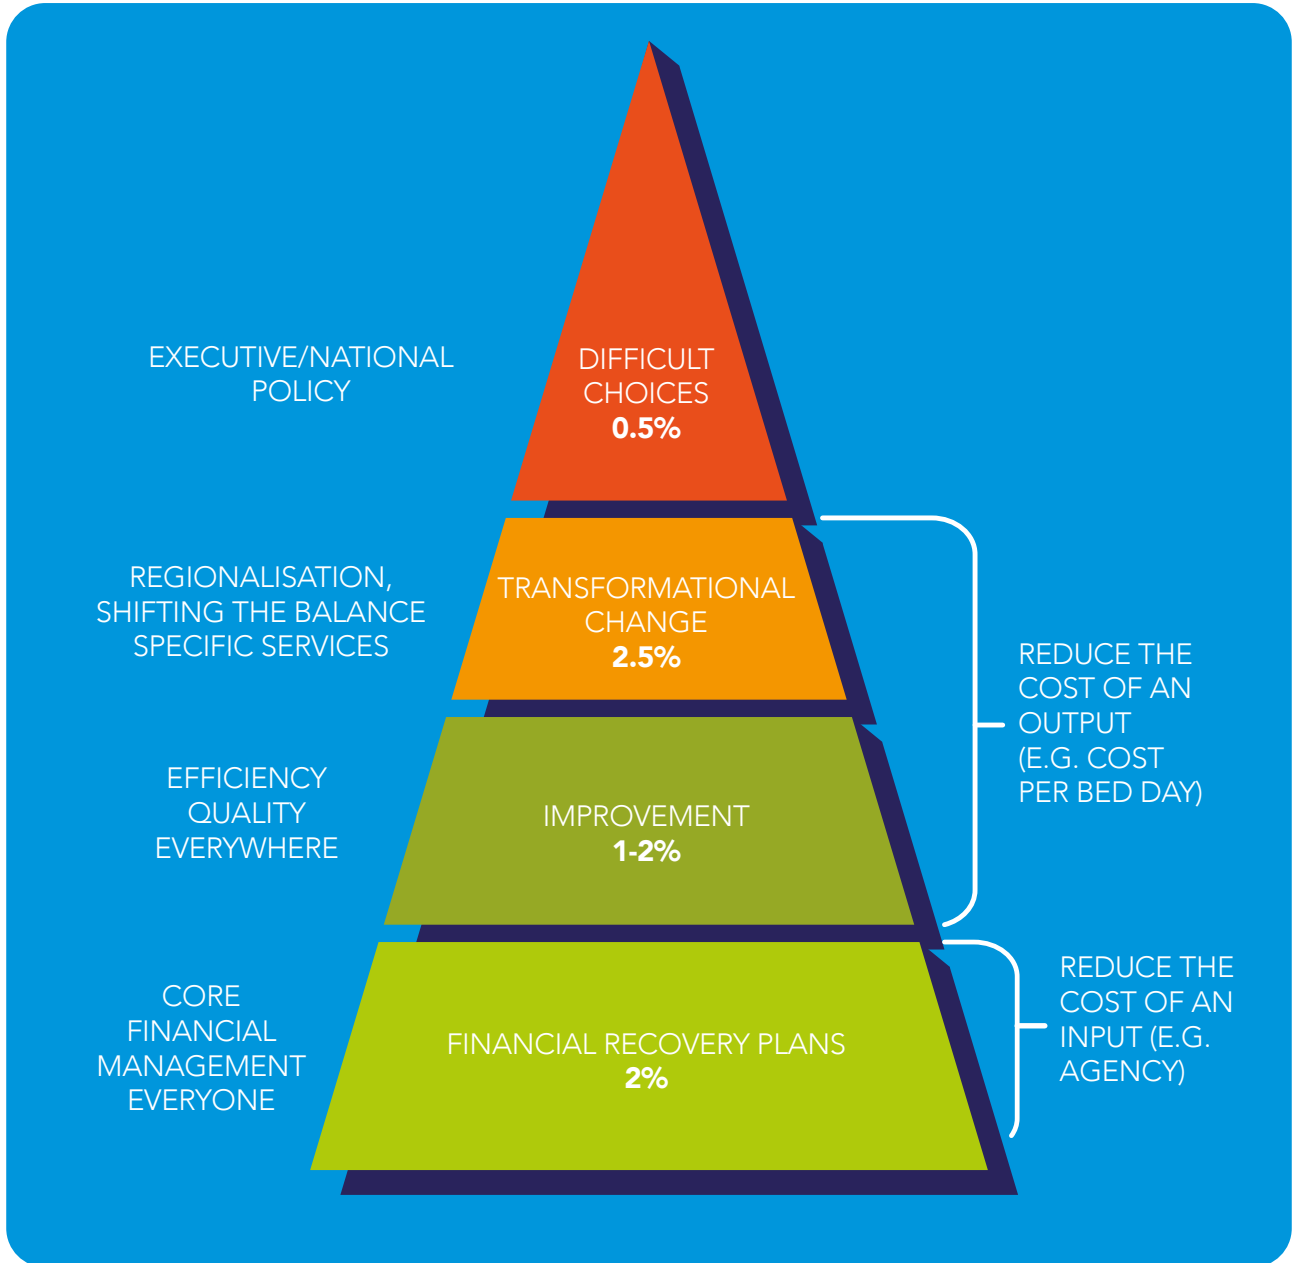 EXECUTIVE/NATIONAL
POLICY
DIFFICULT
CHOICES
0.5%
REGIONALISATION,
SHIFTING THE BALANCE
SPECIFIC SERVICES
TRANSFORMATIONAL
CHANGE
2.5%
REDUCE THE
COST OF AN
OUTPUT
(E.G. COST
PER BED DAY)
EFFICIENCY
QUALITY
EVERYWHERE
IMPROVEMENT
1-2%
CORE
FINANCIAL
MANAGEMENT
EVERYONE
FINANCIAL RECOVERY PLANS
2%
REDUCE THE
COST OF AN
INPUT (E.G.
AGENCY)